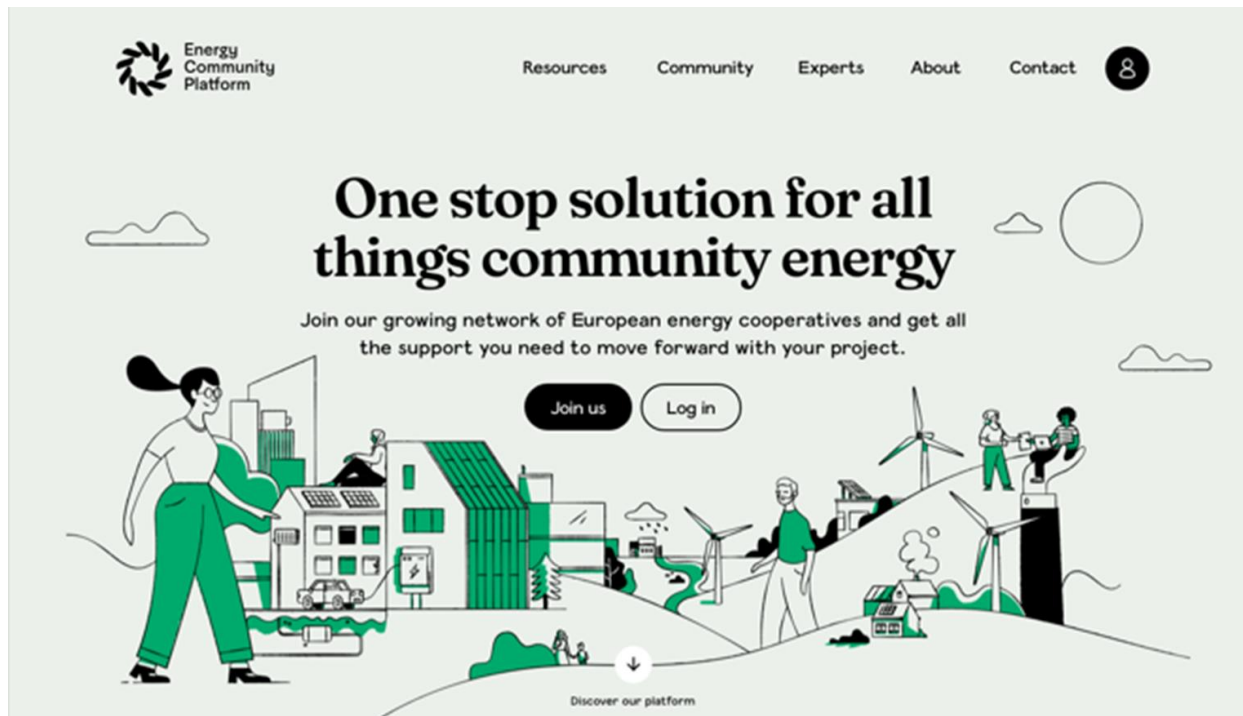 Energy
Community
Platform
Resources Community Experts About Contact
One stop solution for all
things community energy
Join our growing network of European energy cooperatives and get all
the support you need to move forward with your project.
Join us Log in
Discover our platform